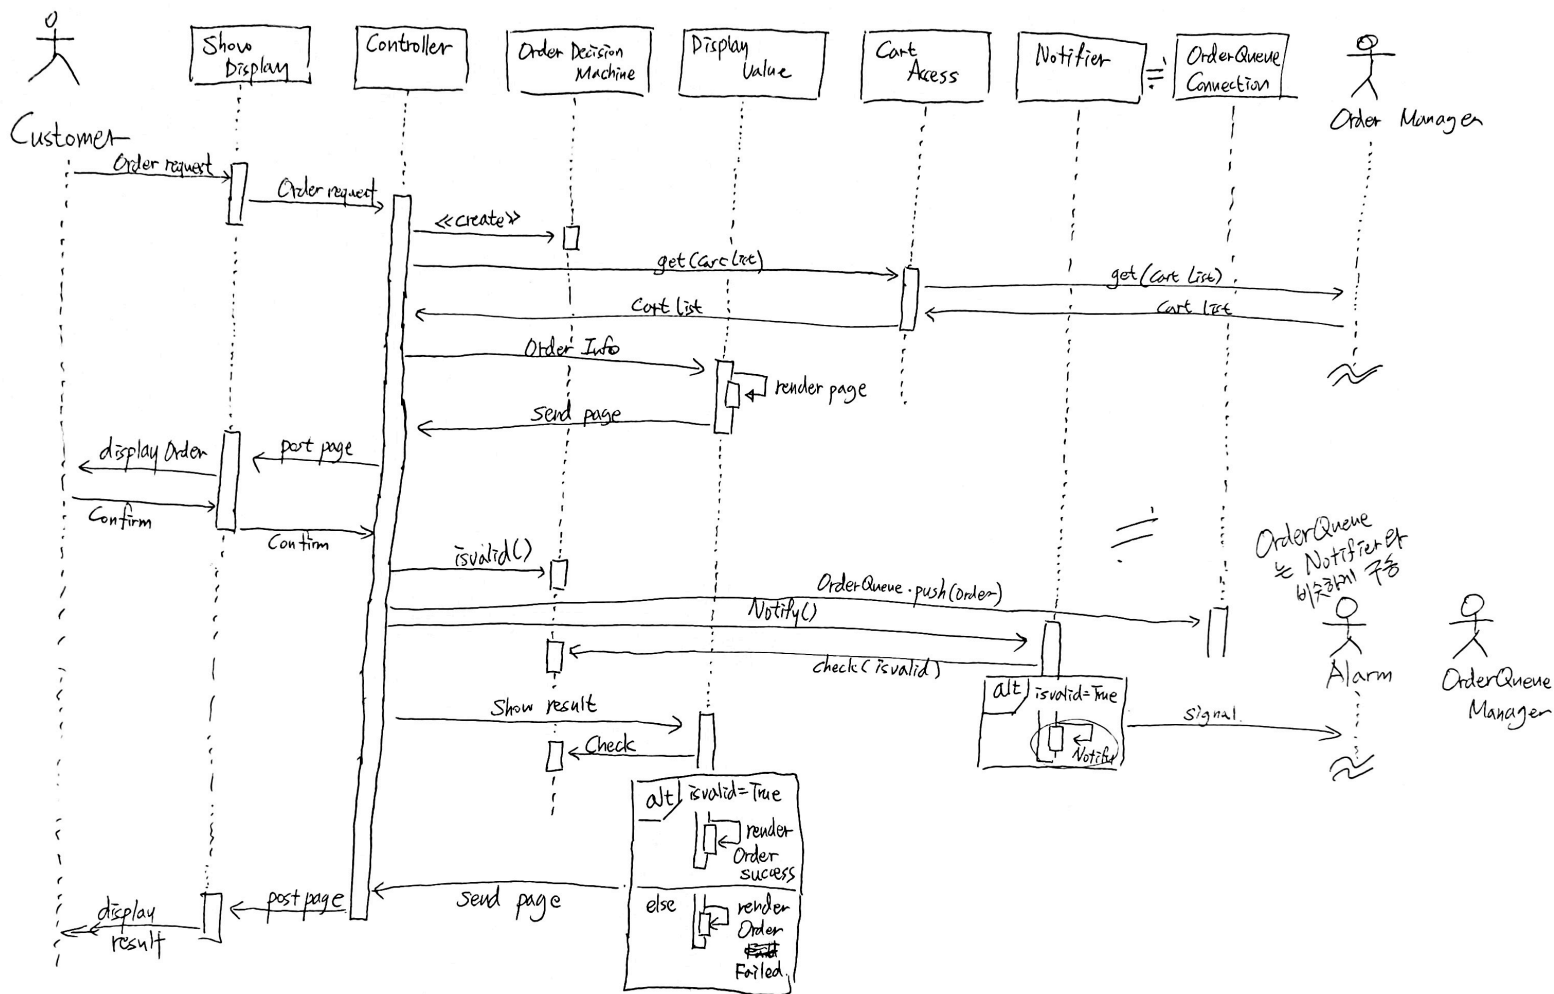 Show
Display
Controller
Order Decision
Machine
Display
Value
Cart
Access
Notifier
OrderQueue
Connection
Order Manager
Customer
Order request
Order request
<<create>>
get(Cart list)
get(Cart List)
Cart list
Cart list
Order Info
render page
Send page
display Order
post page
Confirm
Confirm
isvalid()
OrderQueue
는 Notifier와
비슷하게 구성
OrderQueue.push(Order)
Notify()
check(isvalid)
Alarm
OrderQueue
Manager
alt
isvalid=True
Notify
Signal
Show result
Check
alt
isvalid=True
render
Order
success
Send page
else
render
Order
Failed.
post page
display
result